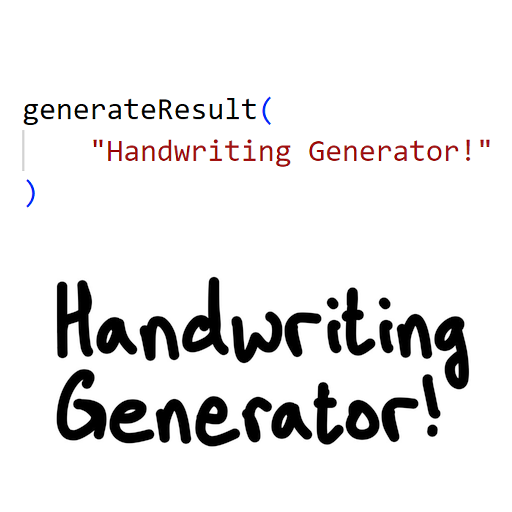 generateResult(
"Handwriting Generator!"
)
Handwriting
Generator!